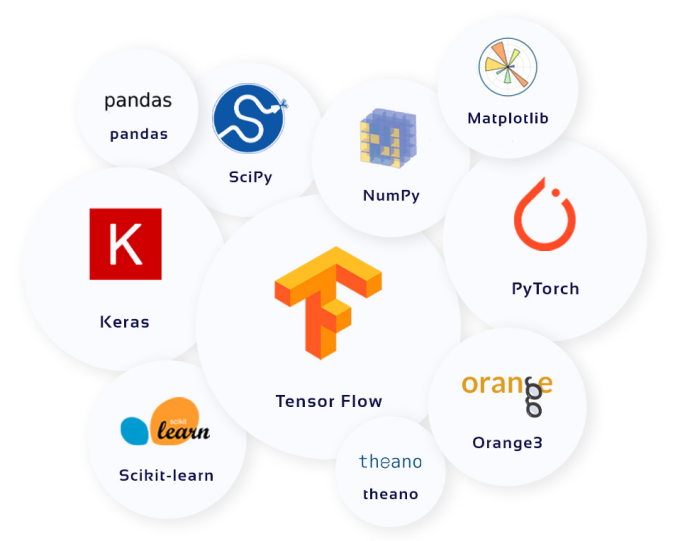 pandas
pandas
SciPy
NumPy
Matplotlib
K
Keras
PyTorch
Tensor Flow
orange
Orange3
scikit
learn
Scikit-learn
theano
theano